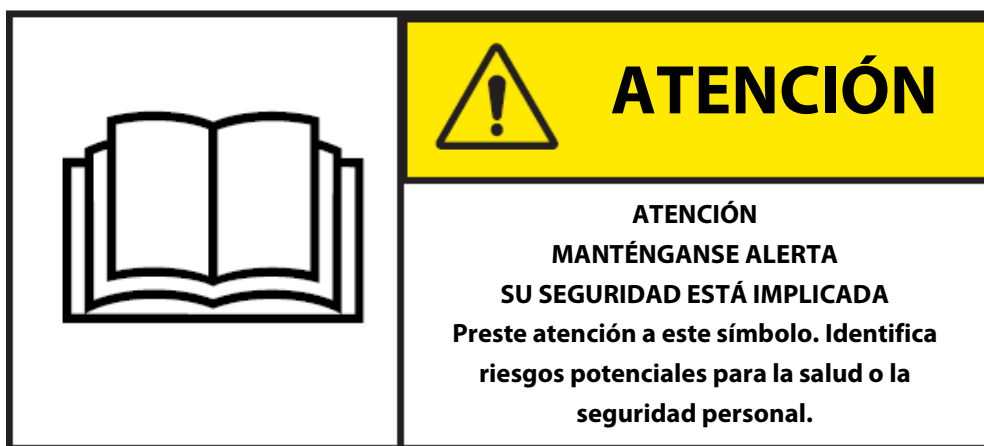 ATENCIÓN
ATENCIÓN
MANTÉNGANSE ALERTA
SU SEGURIDAD ESTÁ IMPLICADA
Preste atención a este símbolo. Identifica
riesgos potenciales para la salud o la
seguridad personal.